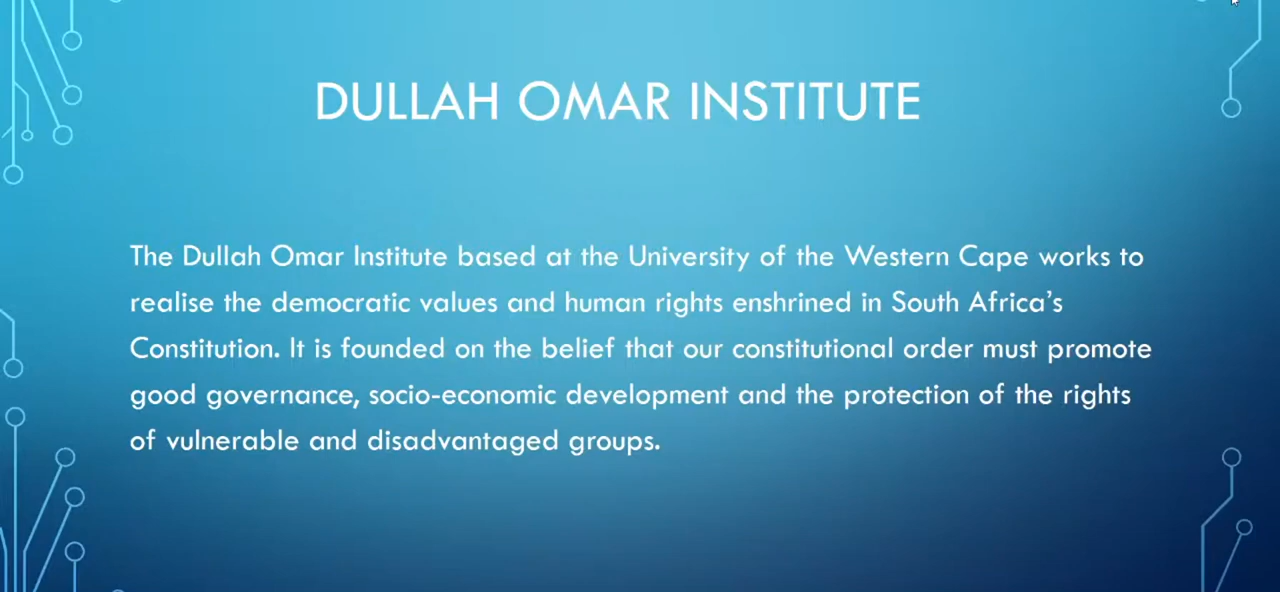 DULLAH OMAR INSTITUTE
The Dullah Omar Institute based at the University of the Western Cape works to
realise the democratic values and human rights enshrined in South Africa’s
Constitution. It is founded on the belief that our constitutional order must promote
good governance, socio-economic development and the protection of the rights
of vulnerable and disadvantaged groups.